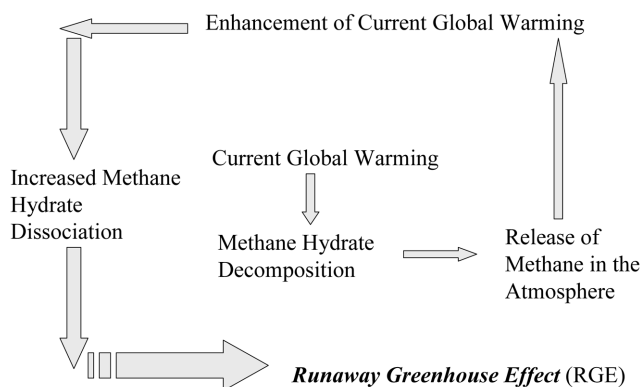 Enhancement of Current Global Warming
Current Global Warming
Increased Methane
Hydrate
Dissociation
Methane Hydrate
Decomposition
Release of
Methane in the
Atmosphere
Runaway Greenhouse Effect (RGE)